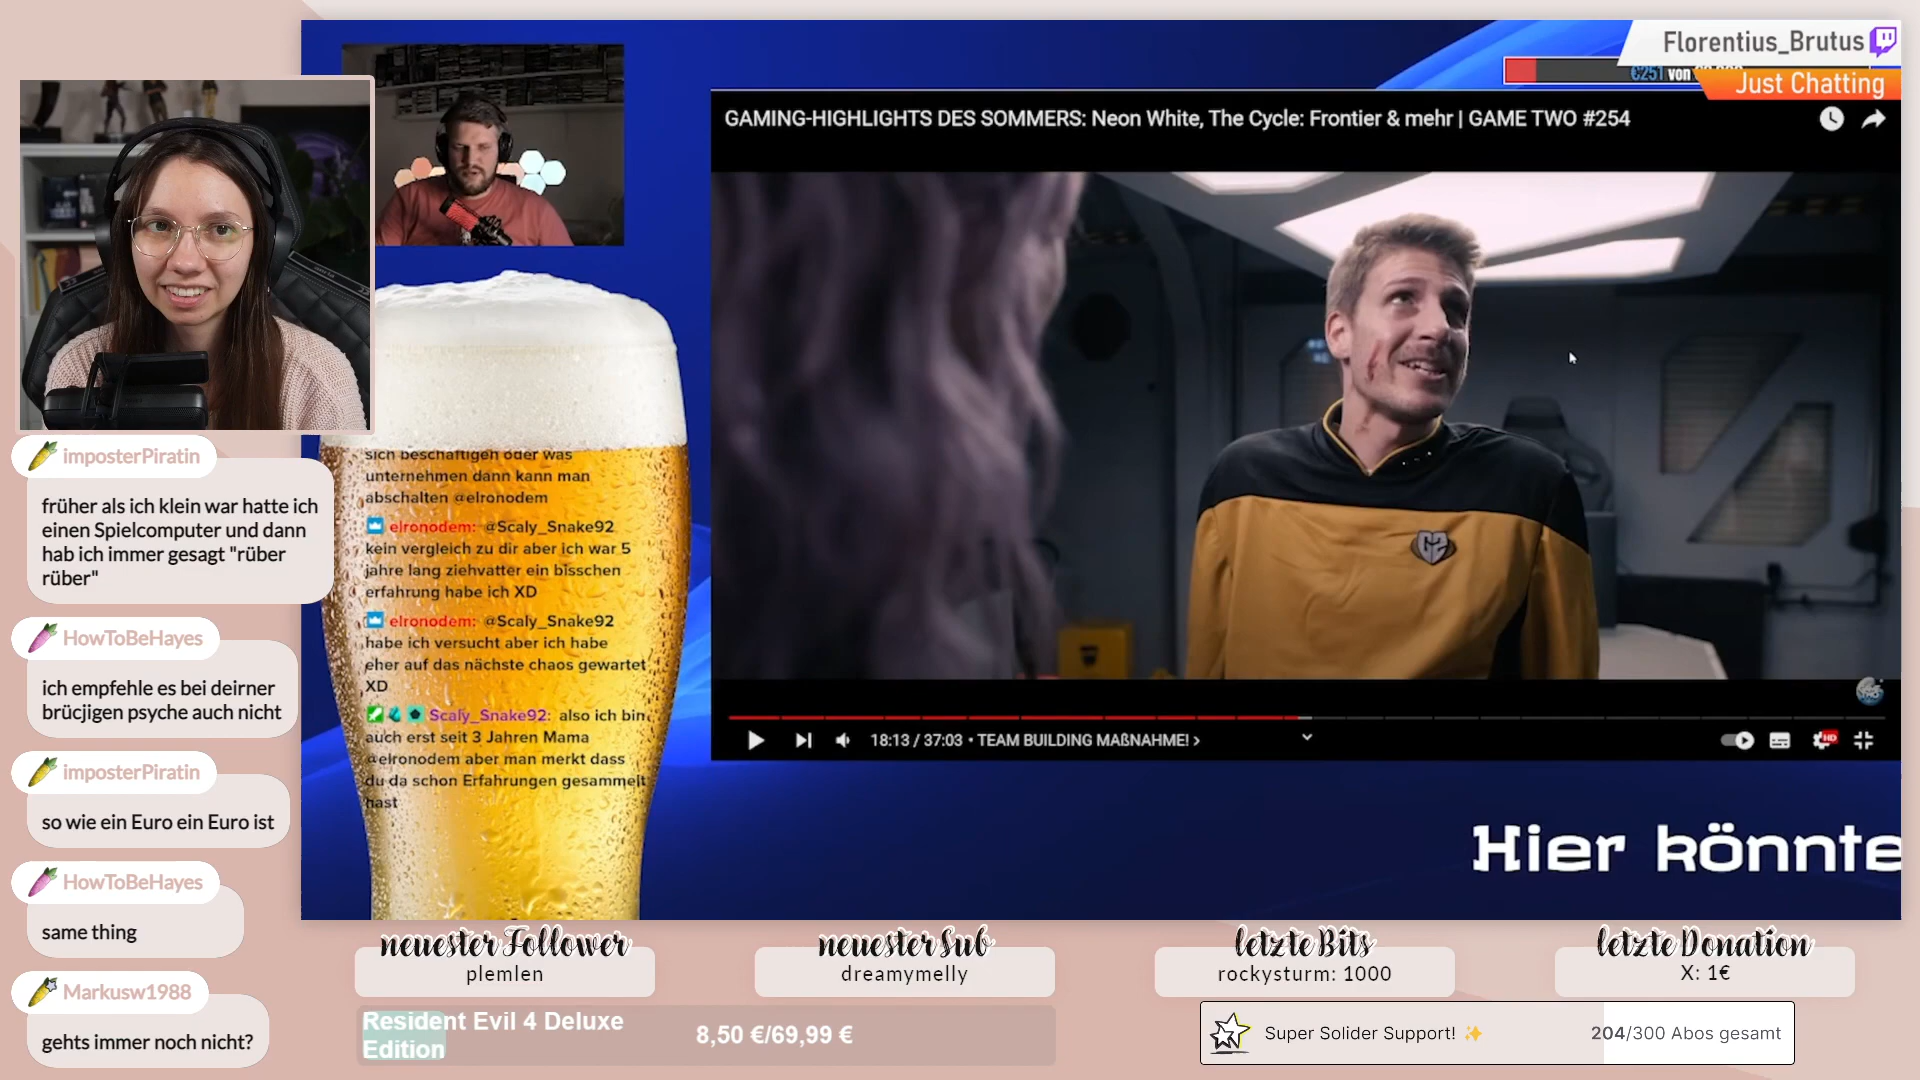 Florentius_Brutus
€251 von
Just Chatting
GAMING-HIGHLIGHTS DES SOMMERS: Neon White, The Cycle: Frontier & mehr | GAME TWO #254
imposterPiratin
früher als ich klein war hatte ich
einen Spielcomputer und dann
hab ich immer gesagt "rüber
rüber"
HowToBeHayes
ich empfehle es bei deirner
brücjigen psyche auch nicht
imposterPiratin
so wie ein Euro ein Euro ist
HowToBeHayes
same thing
Markusw1988
gehts immer noch nicht?
sich beschäftigen oder was
unternehmen dann kann man
abschalten @elronodem
elronodem: @Scaly_Snake92
kein vergleich zu dir aber ich war 5
jahre lang ziehvatter ein bisschen
erfahrung habe ich XD
elronodem: @Scaly_Snake92
habe ich versucht aber ich habe
eher auf das nächste chaos gewartet
XD
Scaly_Snake92: also ich bin
auch erst seit 3 Jahren Mama
@elronodem aber man merkt dass
du da schon Erfahrungen gesammelt
hast
G2
18:13 / 37:03 • TEAM BUILDING MAßNAHME! ›
HD
Hier könnte
neuester Follower
plemlen
neuester Sub
dreamymelly
letzte Bits
rockysturm: 1000
letzte Donation
X: 1€
Resident Evil 4 Deluxe
Edition
8,50 €/69,99 €
Super Solider Support! ✨
204/300 Abos gesamt